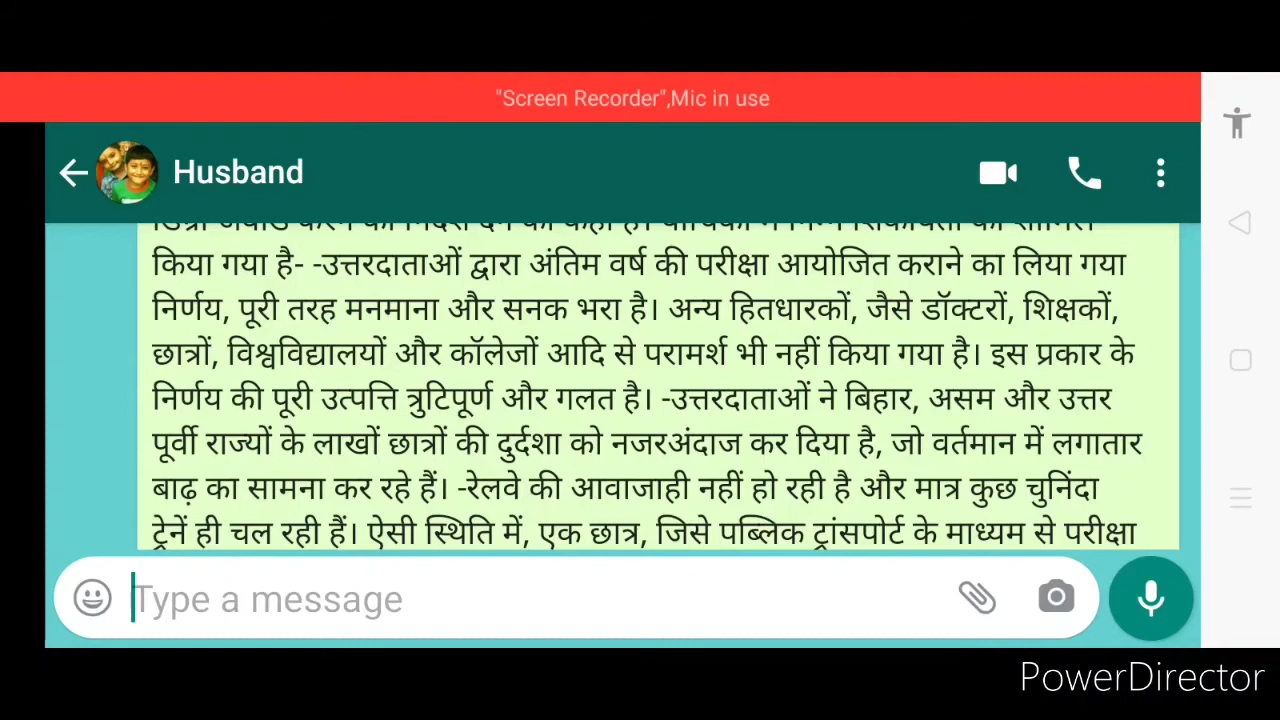 "Screen Recorder",Mic in use
Husband
किया गया है- -उत्तरदाताओं द्वारा अंतिम वर्ष की परीक्षा आयोजित कराने का लिया गया
निर्णय, पूरी तरह मनमाना और सनक भरा है। अन्य हितधारकों, जैसे डॉक्टरों, शिक्षकों,
छात्रों, विश्वविद्यालयों और कॉलेजों आदि से परामर्श भी नहीं किया गया है। इस प्रकार के
निर्णय की पूरी उत्पत्ति त्रुटिपूर्ण और गलत है। -उत्तरदाताओं ने बिहार, असम और उत्तर
पूर्वी राज्यों के लाखों छात्रों की दुर्दशा को नजरअंदाज कर दिया है, जो वर्तमान में लगातार
बाढ़ का सामना कर रहे हैं। -रेलवे की आवाजाही नहीं हो रही है और मात्र कुछ चुनिंदा
ट्रेनें ही चल रही हैं। ऐसी स्थिति में, एक छात्र, जिसे पब्लिक ट्रांसपोर्ट के माध्यम से परीक्षा
Type a message
PowerDirector